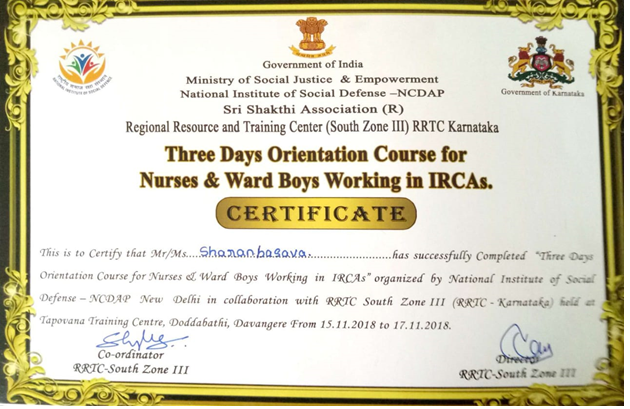 Government of India
Ministry of Social Justice & Empowerment
National Institute of Social Defense –NCDAP
Sri Shakthi Association (R)
Regional Resource and Training Center (South Zone III) RRTC Karnataka
NATIONAL INSTITUTE OF SOCIAL DEFENCE
Government of Karnataka
Three Days Orientation Course for
Nurses & Ward Boys Working in IRCAs.
CERTIFICATE
This is to Certify that Mr/Ms....Sharanbasava....................has successfully Completed "Three Days
Orientation Course for Nurses & Ward Boys Working in IRCAs" organized by National Institute of Social
Defense – NCDAP New Delhi in collaboration with RRTC South Zone III (RRTC - Karnataka) held at
Tapovana Training Centre, Doddabathi, Davangere From 15.11.2018 to 17.11.2018.
Co-ordinator
RRTC-South Zone III
Director
RRTC-South Zone III